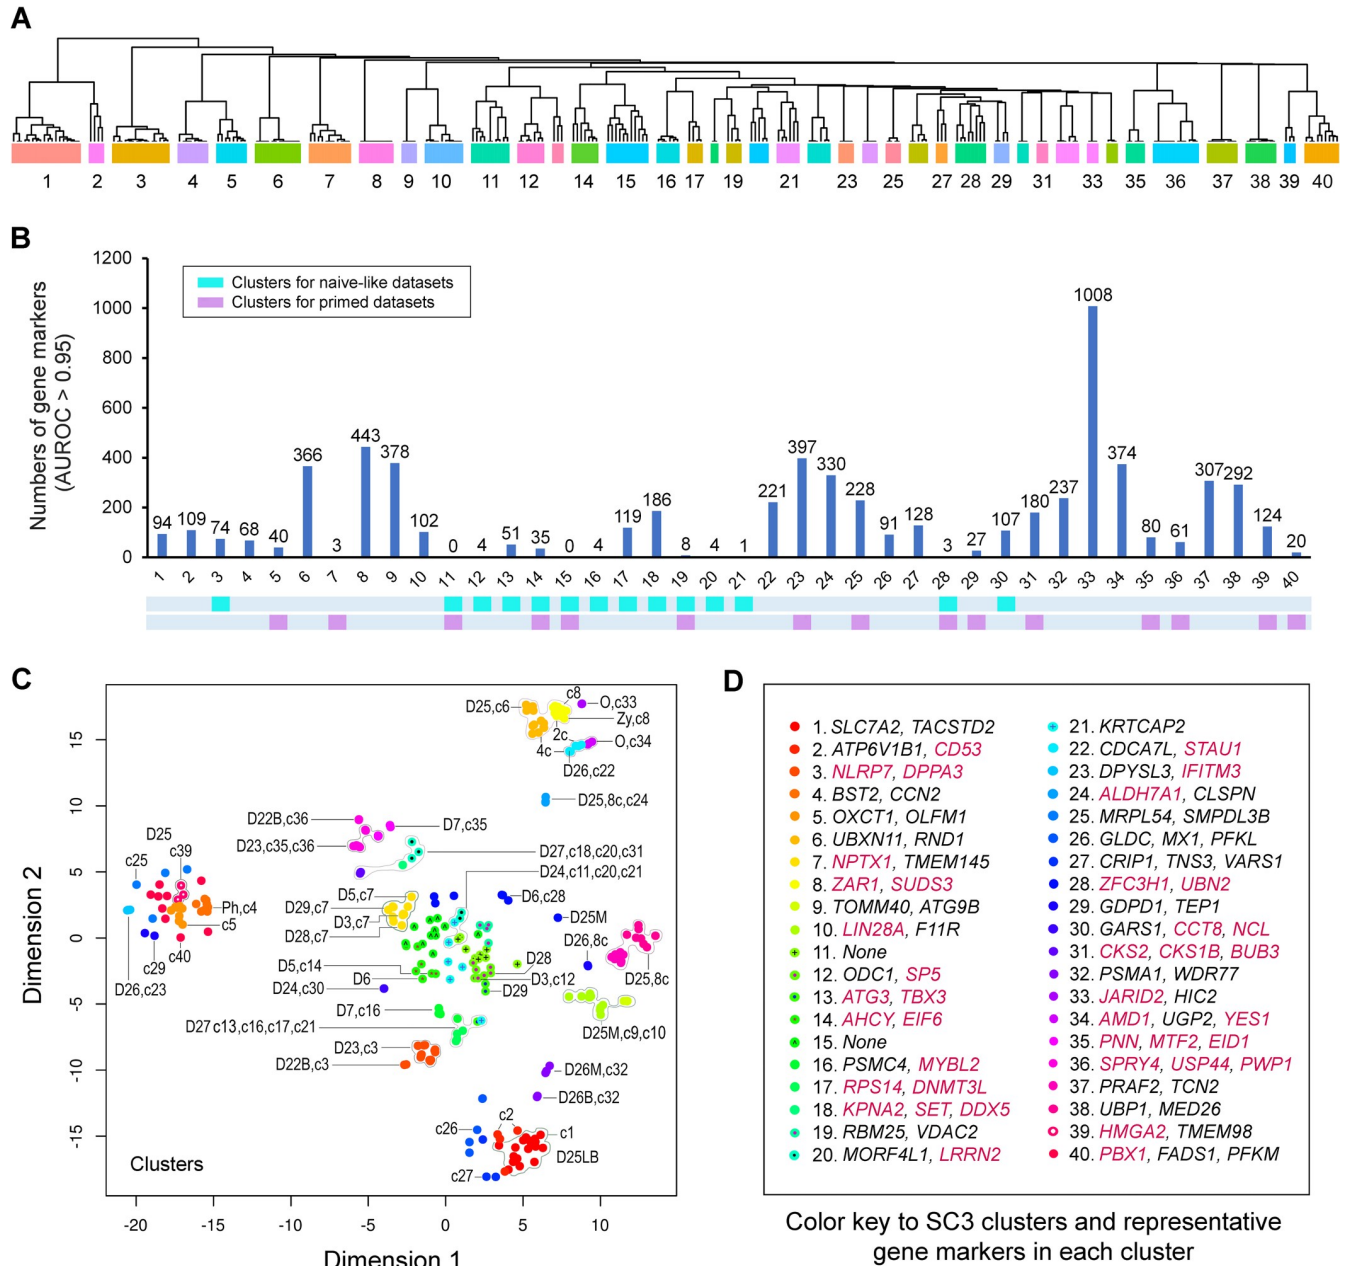 A
1 2 3 4 5 6 7 8 9 10 11 12 14 15 16 17 19 21 23 25 27 28 29 31 33 35 36 37 38 39 40
B
Numbers of gene markers
(AUROC > 0.95)
1200
1000
800
600
400
200
0
Clusters for naive-like datasets
Clusters for primed datasets
94 109 74 68 40 366 3 443 378 102 0 4 51 35 0 4 119 186 8 4 1 221 397 330 228 91 128 3 27 107 180 237 1008 374 80 61 307 292 124 20
1 2 3 4 5 6 7 8 9 10 11 12 13 14 15 16 17 18 19 20 21 22 23 24 25 26 27 28 29 30 31 32 33 34 35 36 37 38 39 40
C
Dimension 2
15
10
5
0
-5
-10
-15
c8
D25,c6
O,c33
Zy,c8
2c
O,c34
4c
D26,c22
D25,8c,c24
D22B,c36
D7,c35
D25
D23,c35,c36
c39
D27,c18,c20,c31
c25
D24,c11,c20,c21
D5,c7
D6,c28
Ph,c4
D29,c7
D25M
c5
D3,c7
D28,c7
D26,8c
c40
D28
c29
D5,c14
D3,c12
D25,8c
D6
D26,c23
D24,c30
D29
D7,c16
D27 c13,c16,c17,c21
D25M,c9,c10
D23,c3
D22B,c3
D26M,c32
D26B,c32
c2
c26
c1
D25LB
Clusters
c27
-20 -15 -10 -5 0 5 10
Dimension 1
D
1. SLC7A2, TACSTD2
2. ATP6V1B1, CD53
3. NLRP7, DPPA3
4. BST2, CCN2
5. OXCT1, OLFM1
6. UBXN11, RND1
7. NPTX1, TMEM145
8. ZAR1, SUDS3
9. TOMM40, ATG9B
10. LIN28A, F11R
11. None
12. ODC1, SP5
13. ATG3, TBX3
14. AHCY, EIF6
15. None
16. PSMC4, MYBL2
17. RPS14, DNMT3L
18. KPNA2, SET, DDX5
19. RBM25, VDAC2
20. MORF4L1, LRRN2
21. KRTCAP2
22. CDCA7L, STAU1
23. DPYSL3, IFITM3
24. ALDH7A1, CLSPN
25. MRPL54, SMPDL3B
26. GLDC, MX1, PFKL
27. CRIP1, TNS3, VARS1
28. ZFC3H1, UBN2
29. GDPD1, TEP1
30. GARS1, CCT8, NCL
31. CKS2, CKS1B, BUB3
32. PSMA1, WDR77
33. JARID2, HIC2
34. AMD1, UGP2, YES1
35. PNN, MTF2, EID1
36. SPRY4, USP44, PWP1
37. PRAF2, TCN2
38. UBP1, MED26
39. HMGA2, TMEM98
40. PBX1, FADS1, PFKM
Color key to SC3 clusters and representative
gene markers in each cluster